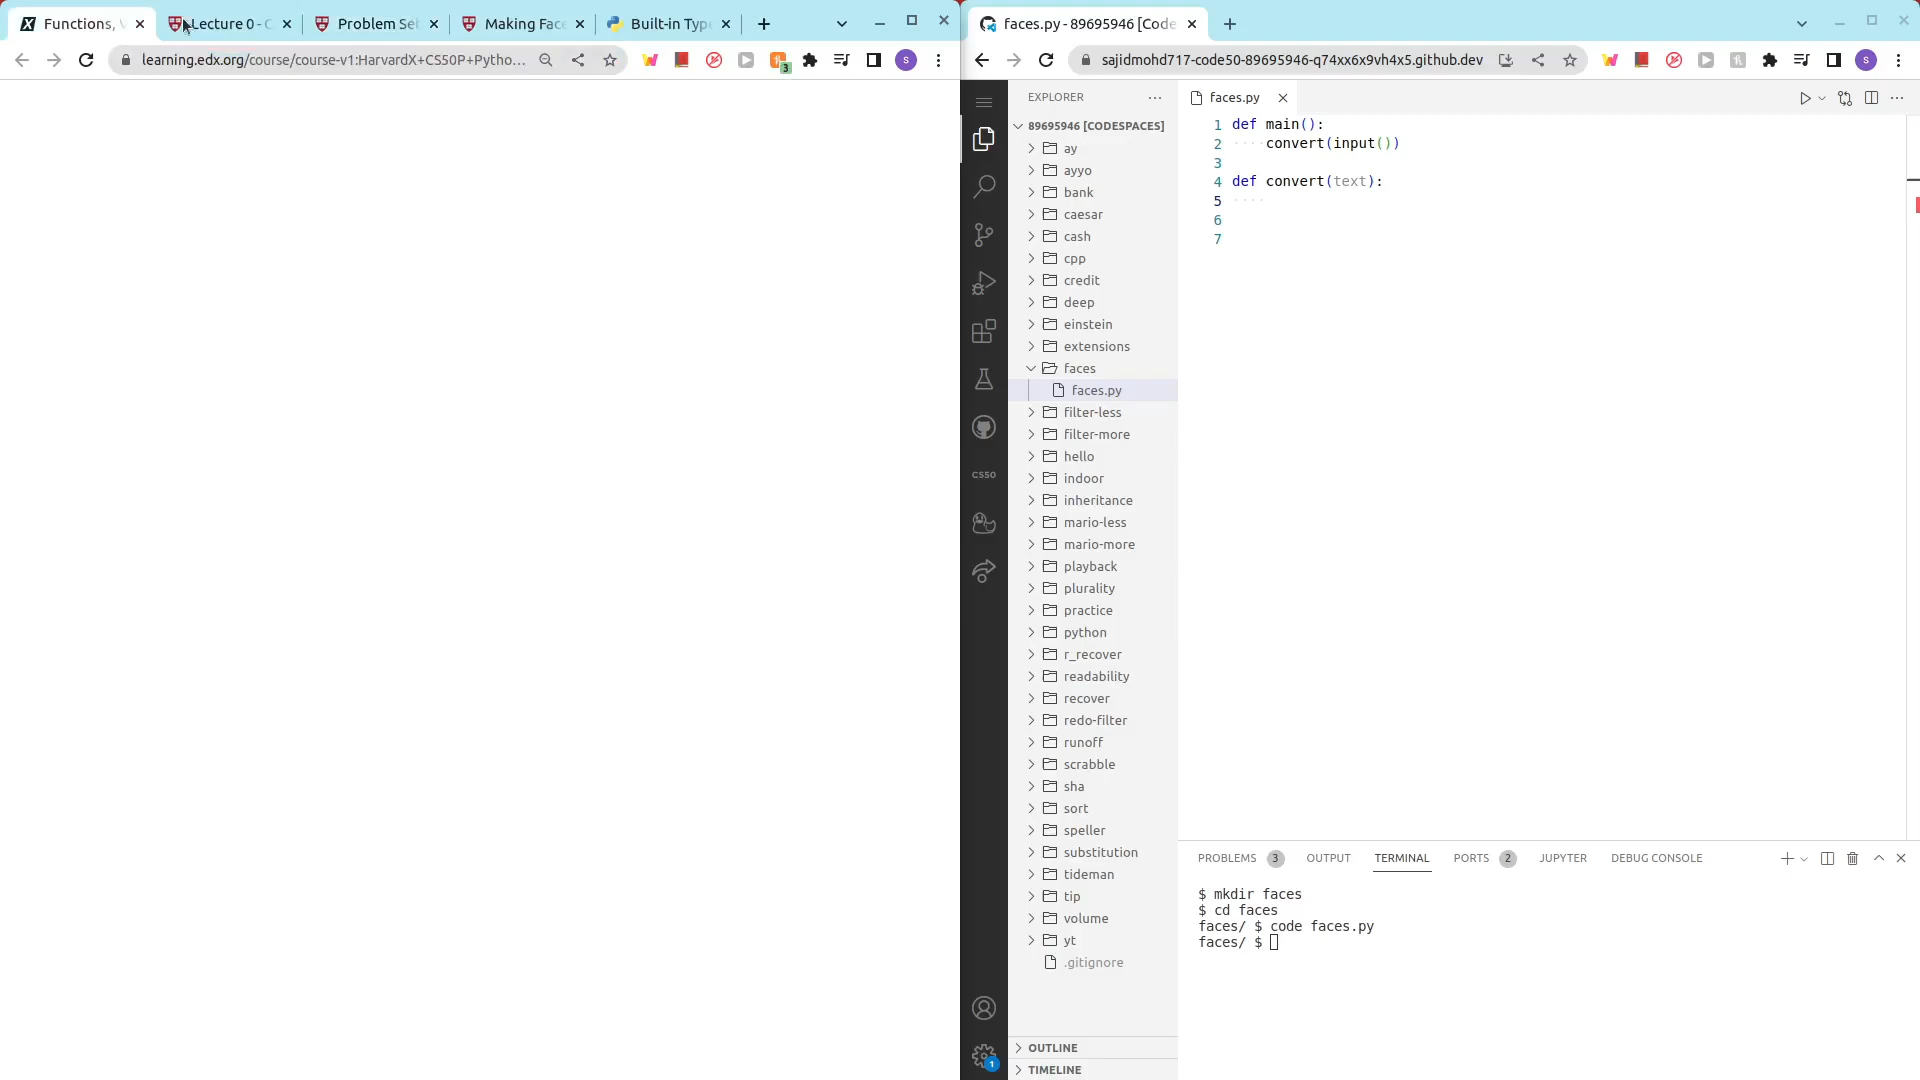 Functions, V
Lecture 0 - C
Problem Set
Making Face
Built-in Type
faces.py - 89695946 [Code
learning.edx.org/course/course-v1:HarvardX+CS50P+Pytho...
3
S
sajidmohd717-code50-89695946-q74xx6x9vh4x5.github.dev
S
EXPLORER
89695946 [CODESPACES]
ay
ayyo
bank
caesar
cash
cpp
credit
deep
einstein
extensions
faces
faces.py
filter-less
filter-more
hello
indoor
inheritance
mario-less
mario-more
playback
plurality
practice
python
r_recover
readability
recover
redo-filter
runoff
scrabble
sha
sort
speller
substitution
tideman
tip
volume
yt
.gitignore
OUTLINE
TIMELINE
CS50
1
faces.py
1 def main():
2 convert(input())
3
4 def convert(text):
5
6
7
PROBLEMS 3 OUTPUT TERMINAL PORTS 2 JUPYTER DEBUG CONSOLE
$ mkdir faces
$ cd faces
faces/ $ code faces.py
faces/ $